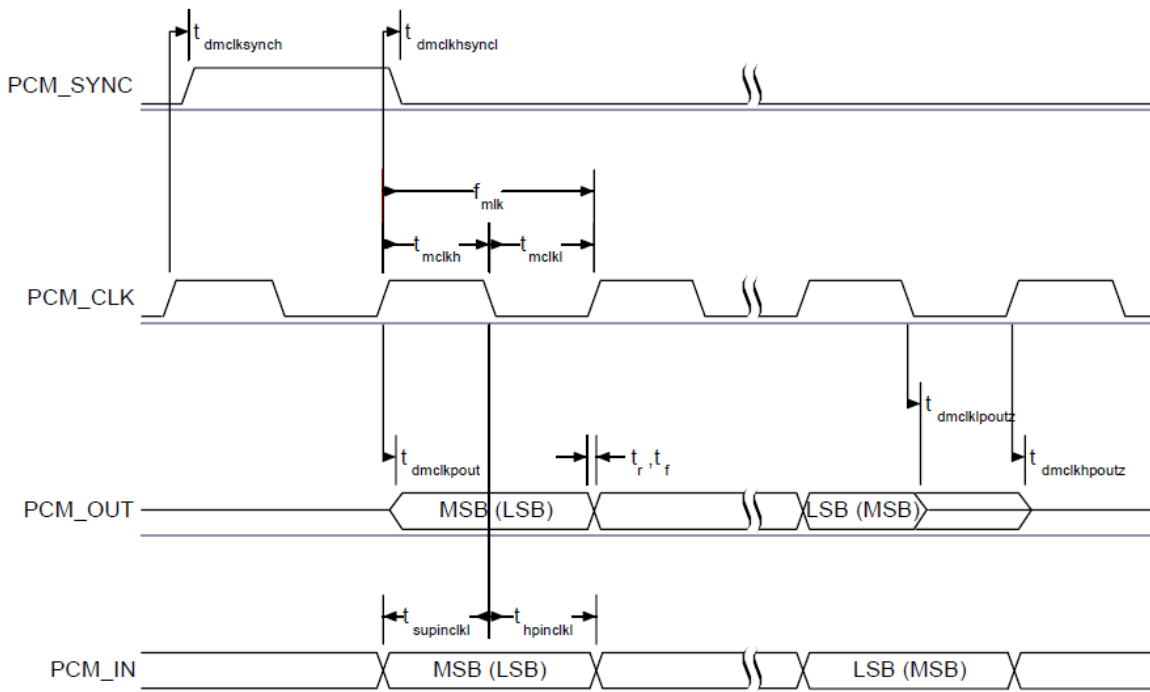 t dmclksynch
t dmclkhsyncl
PCM_SYNC
f mlk
t mclkh
t mclkl
PCM_CLK
t dmclklpoutz
t dmclkpout
t r ,t f
t dmclkhpoutz
PCM_OUT
MSB (LSB)
LSB (MSB)
t supinclkl
t hpinclkl
PCM_IN
MSB (LSB)
LSB (MSB)